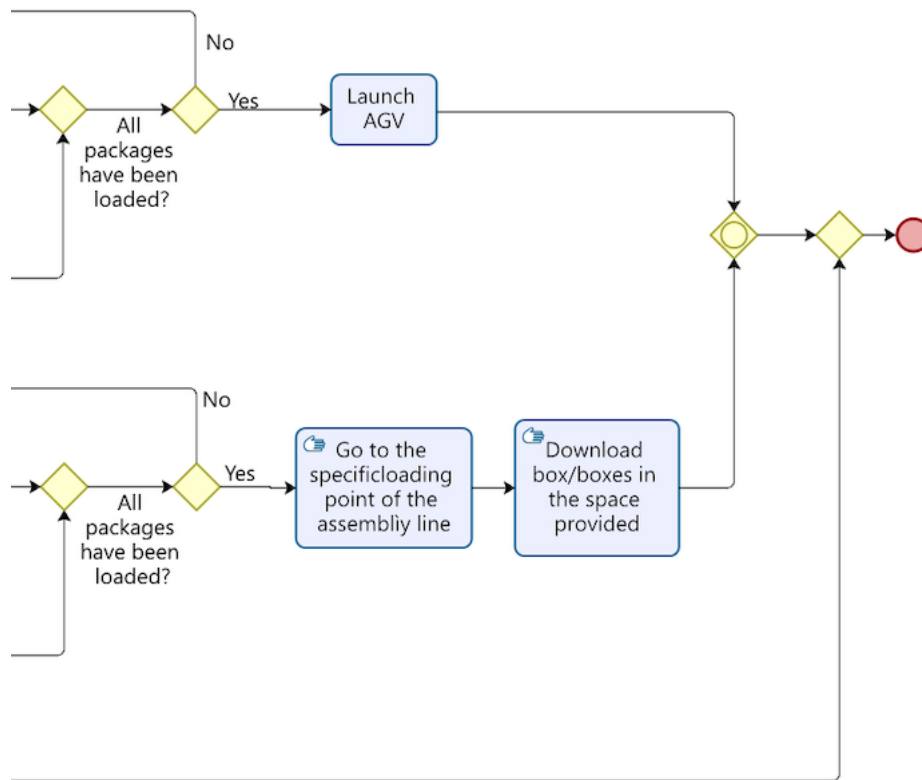 No
Yes
Launch
AGV
All
packages
have been
loaded?
No
Yes
Go to the
specificloading
point of the
assemblìy line
Download
box/boxes in
the space
provided
All
packages
have been
loaded?